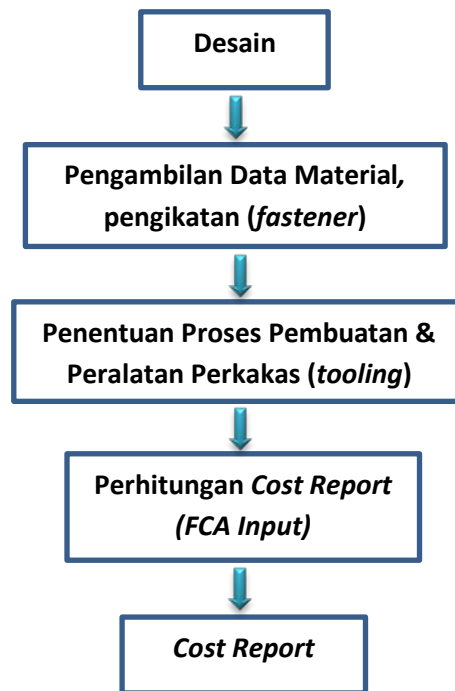 Desain
Pengambilan Data Material,
pengikatan (fastener)
Penentuan Proses Pembuatan &
Peralatan Perkakas (tooling)
Perhitungan Cost Report
(FCA Input)
Cost Report